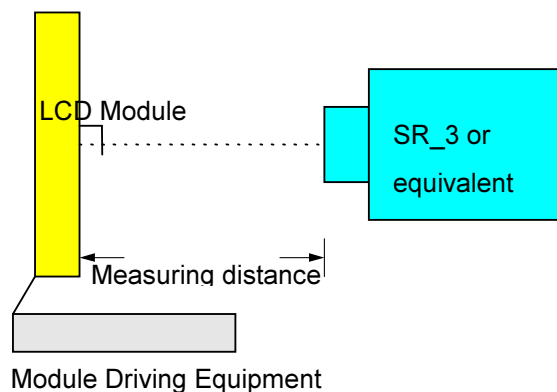 LCD Module
SR_3 or
equivalent
Measuring distance
Module Driving Equipment